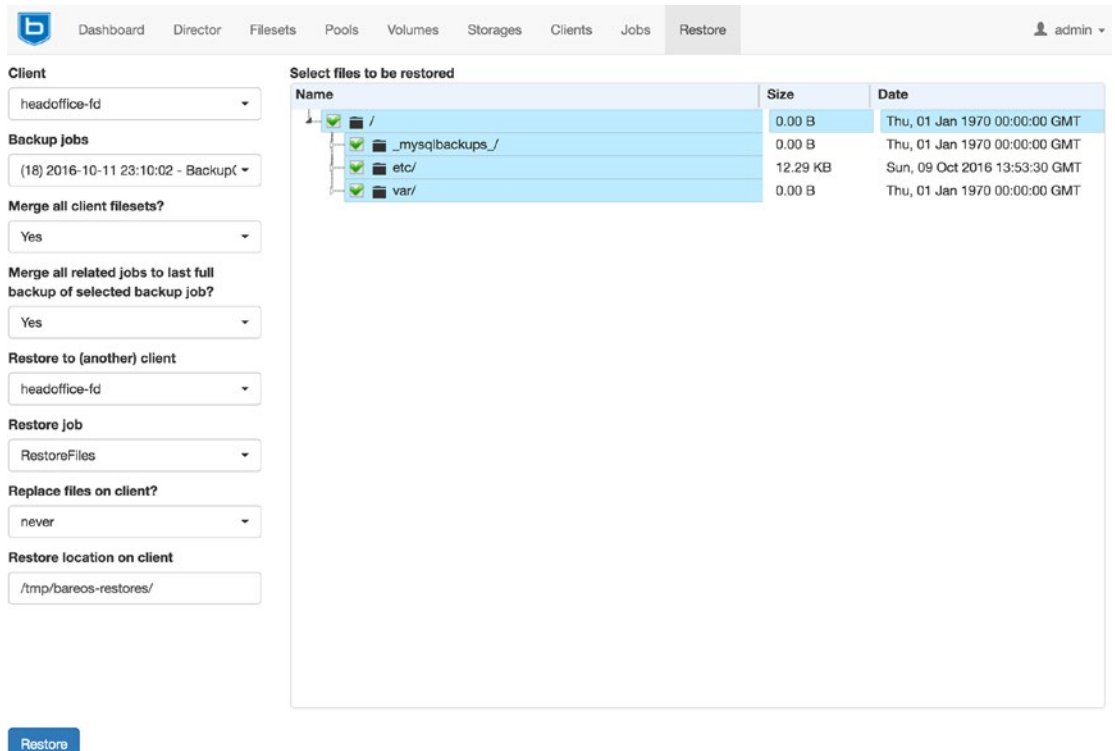 b Dashboard Director Filesets Pools Volumes Storages Clients Jobs Restore admin
Client
headoffice-fd
Backup jobs
(18) 2016-10-11 23:10:02 - Backup(
Merge all client filesets?
Yes
Merge all related jobs to last full
backup of selected backup job?
Yes
Restore to (another) client
headoffice-fd
Restore job
RestoreFiles
Replace files on client?
never
Restore location on client
/tmp/bareos-restores/
Select files to be restored
Name Size Date
/ 0.00 B Thu, 01 Jan 1970 00:00:00 GMT
_mysqlbackups_/ 0.00 B Thu, 01 Jan 1970 00:00:00 GMT
etc/ 12.29 KB Sun, 09 Oct 2016 13:53:30 GMT
var/ 0.00 B Thu, 01 Jan 1970 00:00:00 GMT
Restore